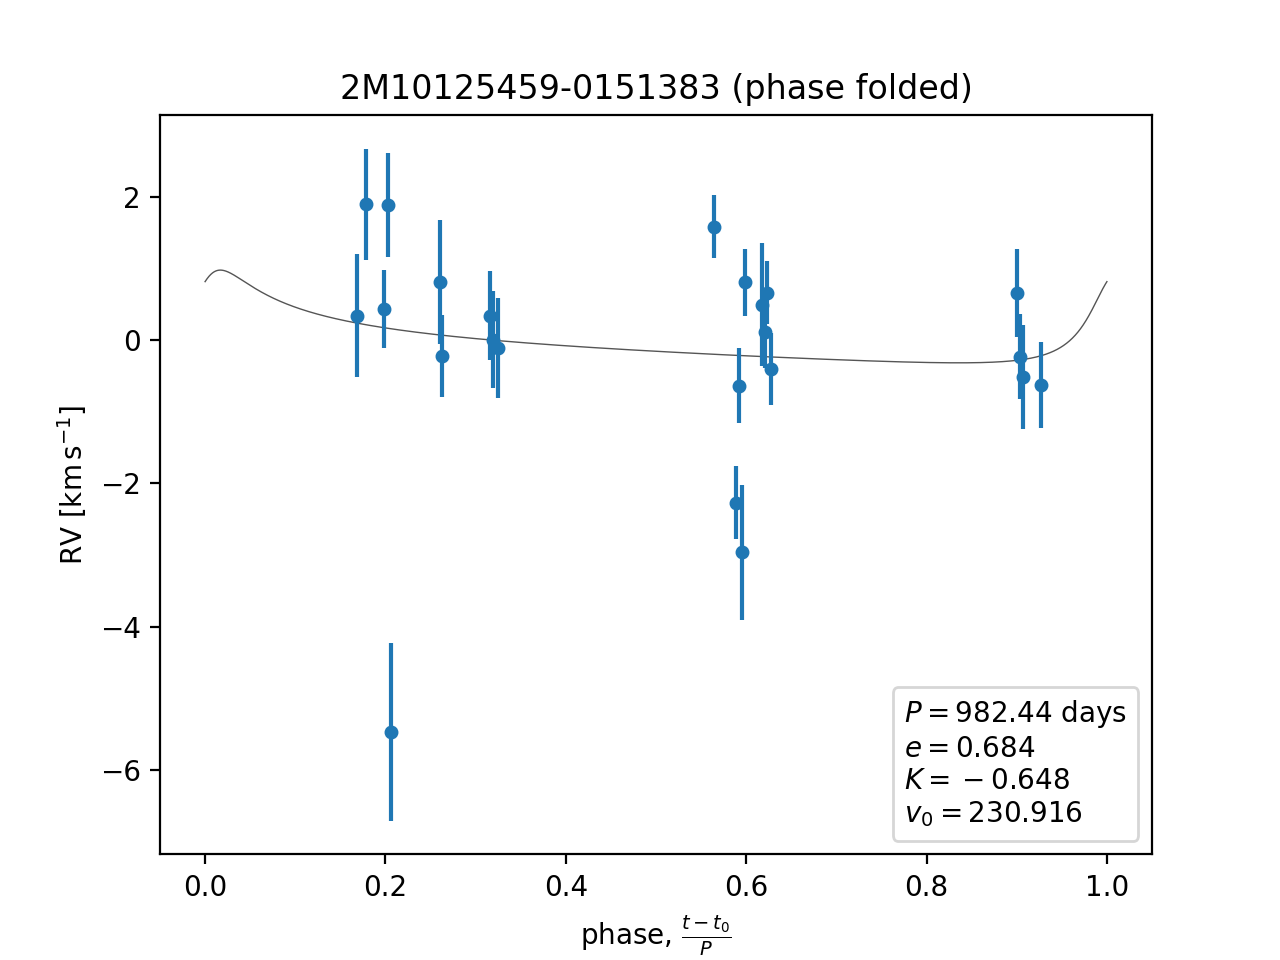 2M10125459-0151383 (phase folded)
RV [km s⁻¹]
2
0
−2
−4
−6
P = 982.44 days
e = 0.684
K = −0.648
v₀ = 230.916
0.0 0.2 0.4 0.6 0.8 1.0
phase, (t − t₀)/P